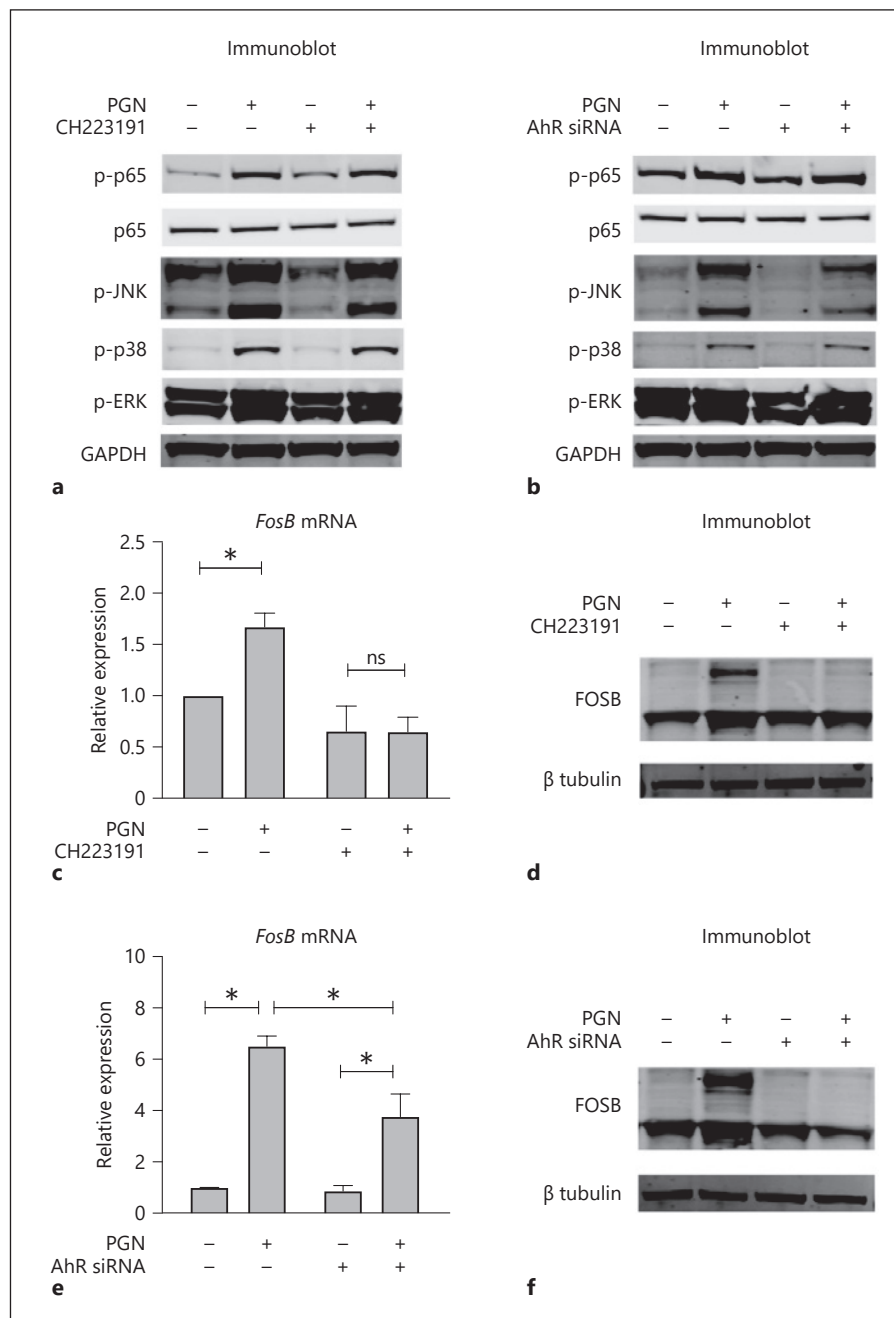 Immunoblot
PGN – + – +
CH223191 – – + +
p-p65
p65
p-JNK
p-p38
p-ERK
GAPDH
a
Immunoblot
PGN – + – +
AhR siRNA – – + +
p-p65
p65
p-JNK
p-p38
p-ERK
GAPDH
b
FosB mRNA
Relative expression
2.5
2.0
1.5
1.0
0.5
0
*
ns
PGN – + – +
CH223191 – – + +
c
Immunoblot
PGN – + – +
CH223191 – – + +
FOSB
β tubulin
d
FosB mRNA
Relative expression
10
8
6
4
2
0
* *
*
PGN – + – +
AhR siRNA – – + +
e
Immunoblot
PGN – + – +
AhR siRNA – – + +
FOSB
β tubulin
f